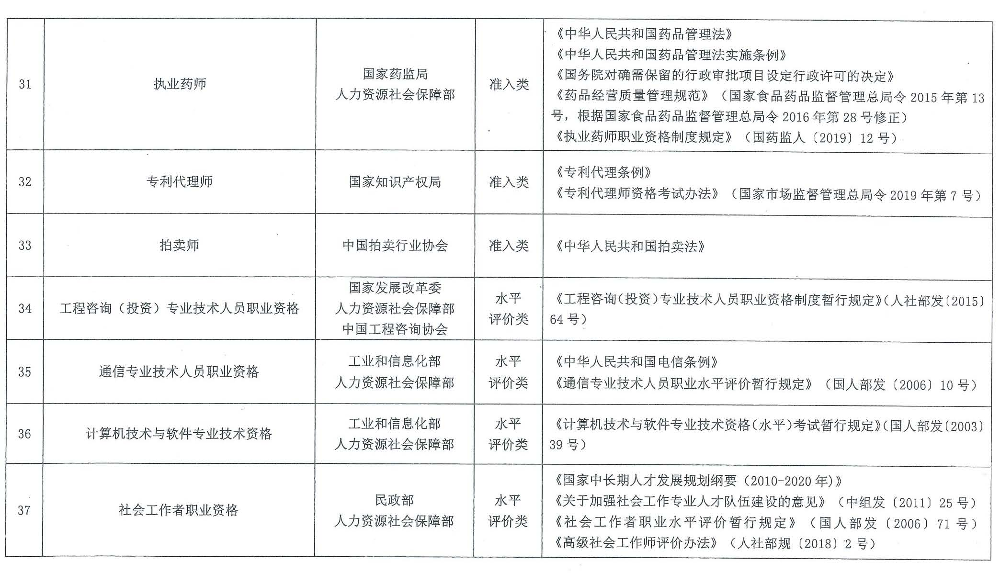 31
执业药师
国家药监局
人力资源社会保障部
准入类
《中华人民共和国药品管理法》
《中华人民共和国药品管理法实施条例》
《国务院对确需保留的行政审批项目设定行政许可的决定》
《药品经营质量管理规范》（国家食品药品监督管理总局令 2015 年第 13
号，根据国家食品药品监督管理总局令 2016 年第 28 号修正）
《执业药师职业资格制度规定》（国药监人〔2019〕12 号）
32
专利代理师
国家知识产权局
准入类
《专利代理条例》
《专利代理师资格考试办法》（国家市场监督管理总局令 2019 年第 7 号）
33
拍卖师
中国拍卖行业协会
准入类
《中华人民共和国拍卖法》
34
工程咨询（投资）专业技术人员职业资格
国家发展改革委
人力资源社会保障部
中国工程咨询协会
水平
评价类
《工程咨询（投资）专业技术人员职业资格制度暂行规定》（人社部发〔2015〕
64 号）
35
通信专业技术人员职业资格
工业和信息化部
人力资源社会保障部
水平
评价类
《中华人民共和国电信条例》
《通信专业技术人员职业水平评价暂行规定》（国人部发〔2006〕10 号）
36
计算机技术与软件专业技术资格
工业和信息化部
人力资源社会保障部
水平
评价类
《计算机技术与软件专业技术资格（水平）考试暂行规定》（国人部发〔2003〕
39 号）
37
社会工作者职业资格
民政部
人力资源社会保障部
水平
评价类
《国家中长期人才发展规划纲要（2010-2020 年)》
《关于加强社会工作专业人才队伍建设的意见》（中组发〔2011〕25 号）
《社会工作者职业水平评价暂行规定》（国人部发〔2006〕71 号）
《高级社会工作师评价办法》（人社部规〔2018〕2 号）